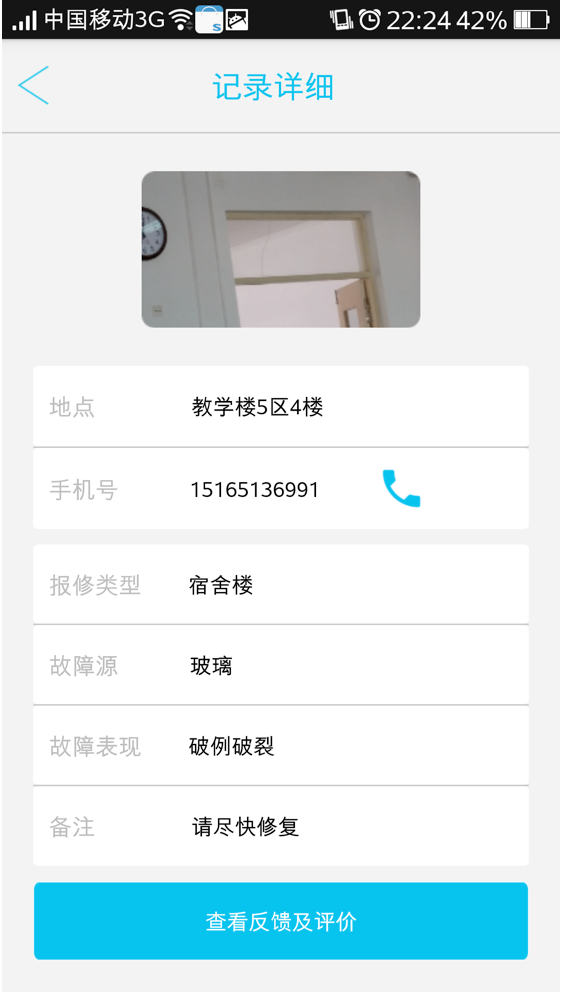 中国移动3G 22:24 42%
记录详细
地点 教学楼5区4楼
手机号 15165136991
报修类型 宿舍楼
故障源 玻璃
故障表现 破例破裂
备注 请尽快修复
查看反馈及评价